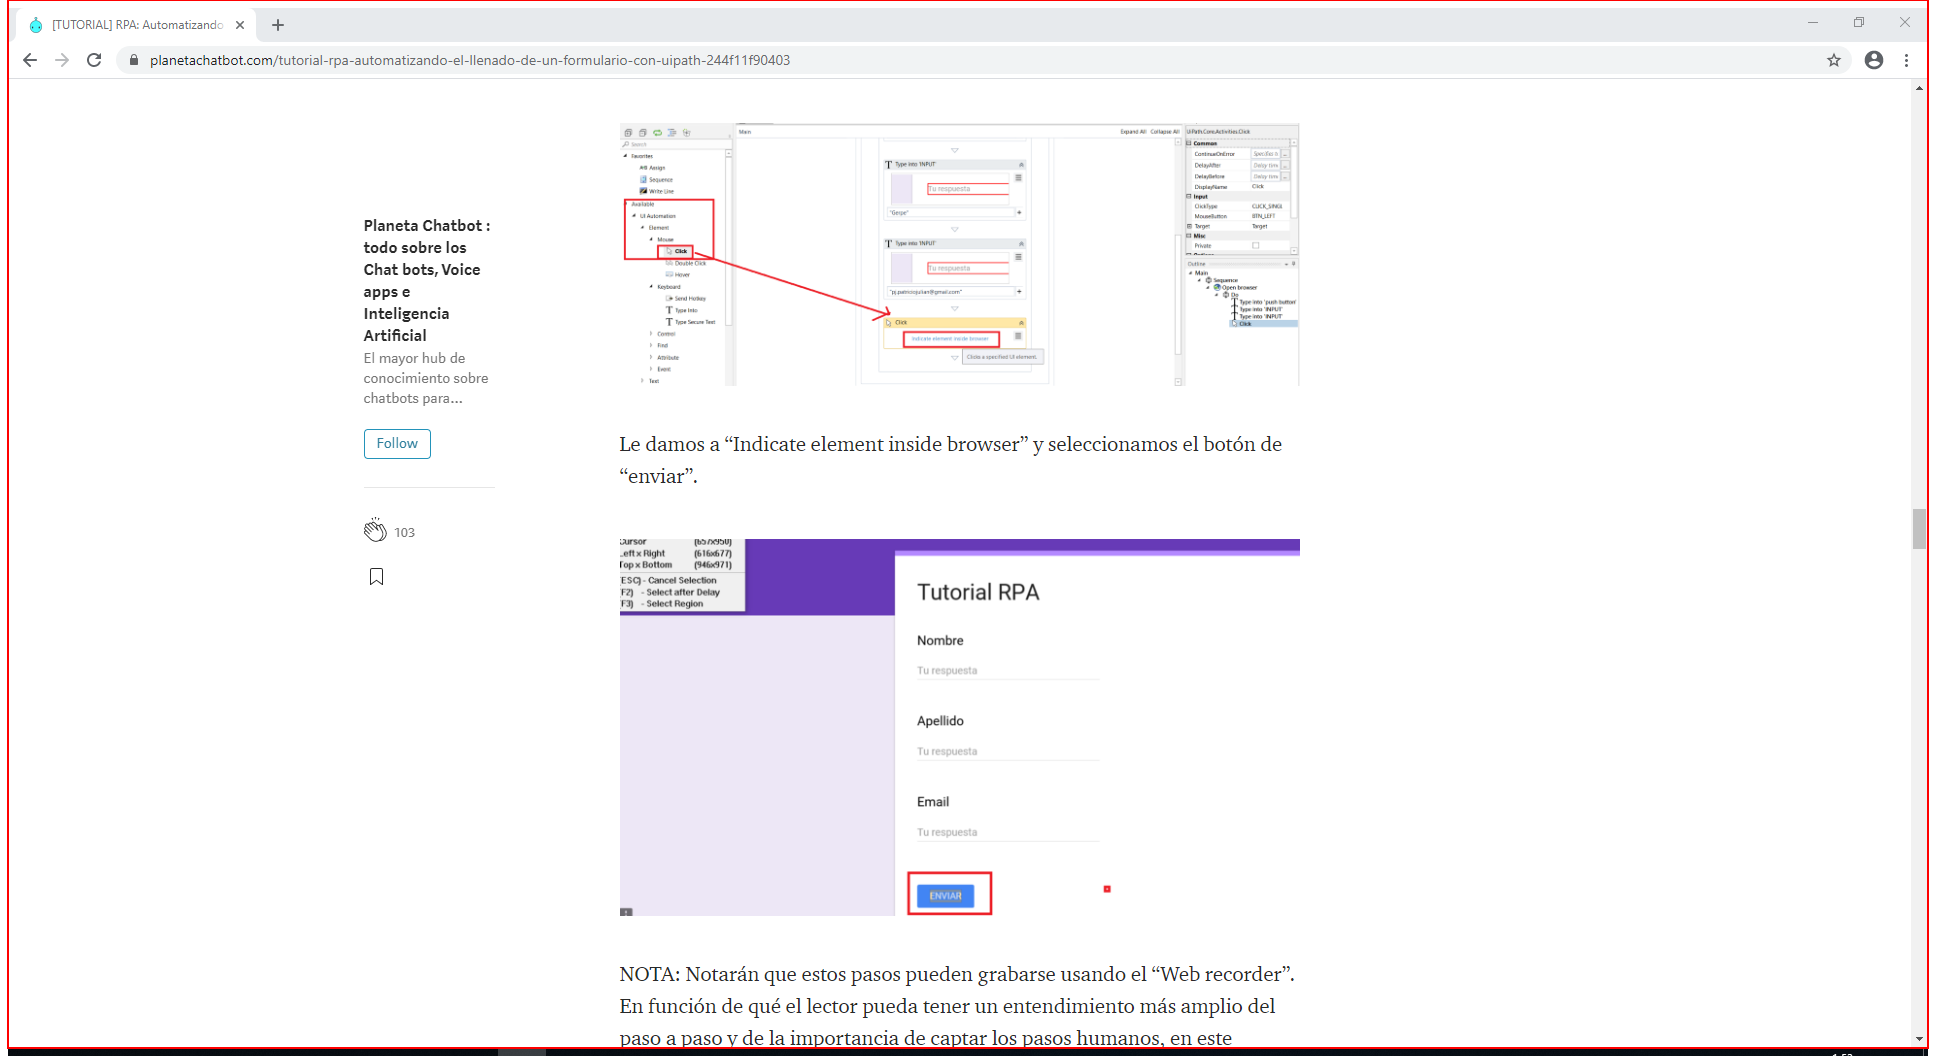 [TUTORIAL] RPA: Automatizando
planetachatbot.com/tutorial-rpa-automatizando-el-llenado-de-un-formulario-con-uipath-244f11f90403
Planeta Chatbot :
todo sobre los
Chat bots, Voice
apps e
Inteligencia
Artificial
El mayor hub de
conocimiento sobre
chatbots para...
Follow
103
Search
Favorites
Assign
Sequence
Write Line
Available
UI Automation
Element
Mouse
Click
Double Click
Hover
Keyboard
Send Hotkey
Type Into
Type Secure Text
Control
Find
Attribute
Event
Text
Main
Expand All Collapse All
Type into 'INPUT'
Tu respuesta
"Gerpe"
Type into 'INPUT'
Tu respuesta
"pj.patriciojulian@gmail.com"
Click
Indicate element inside browser
Clicks a specified UI element.
UiPath.Core.Activities.Click
Common
ContinueOnError
DelayAfter
DelayBefore
DisplayName Click
Input
ClickType CLICK_SINGL
MouseButton BTN_LEFT
Target Target
Misc
Private
Outline
Main
Sequence
Open browser
Do
Type into 'push button'
Type into 'INPUT'
Type into 'INPUT'
Click
Le damos a “Indicate element inside browser” y seleccionamos el botón de
“enviar”.
Cursor (657x950)
Left x Right (616x677)
Top x Bottom (946x971)
(ESC) - Cancel Selection
(F2) - Select after Delay
(F3) - Select Region
Tutorial RPA
Nombre
Tu respuesta
Apellido
Tu respuesta
Email
Tu respuesta
ENVIAR
NOTA: Notarán que estos pasos pueden grabarse usando el “Web recorder”.
En función de qué el lector pueda tener un entendimiento más amplio del
paso a paso y de la importancia de captar los pasos humanos, en este